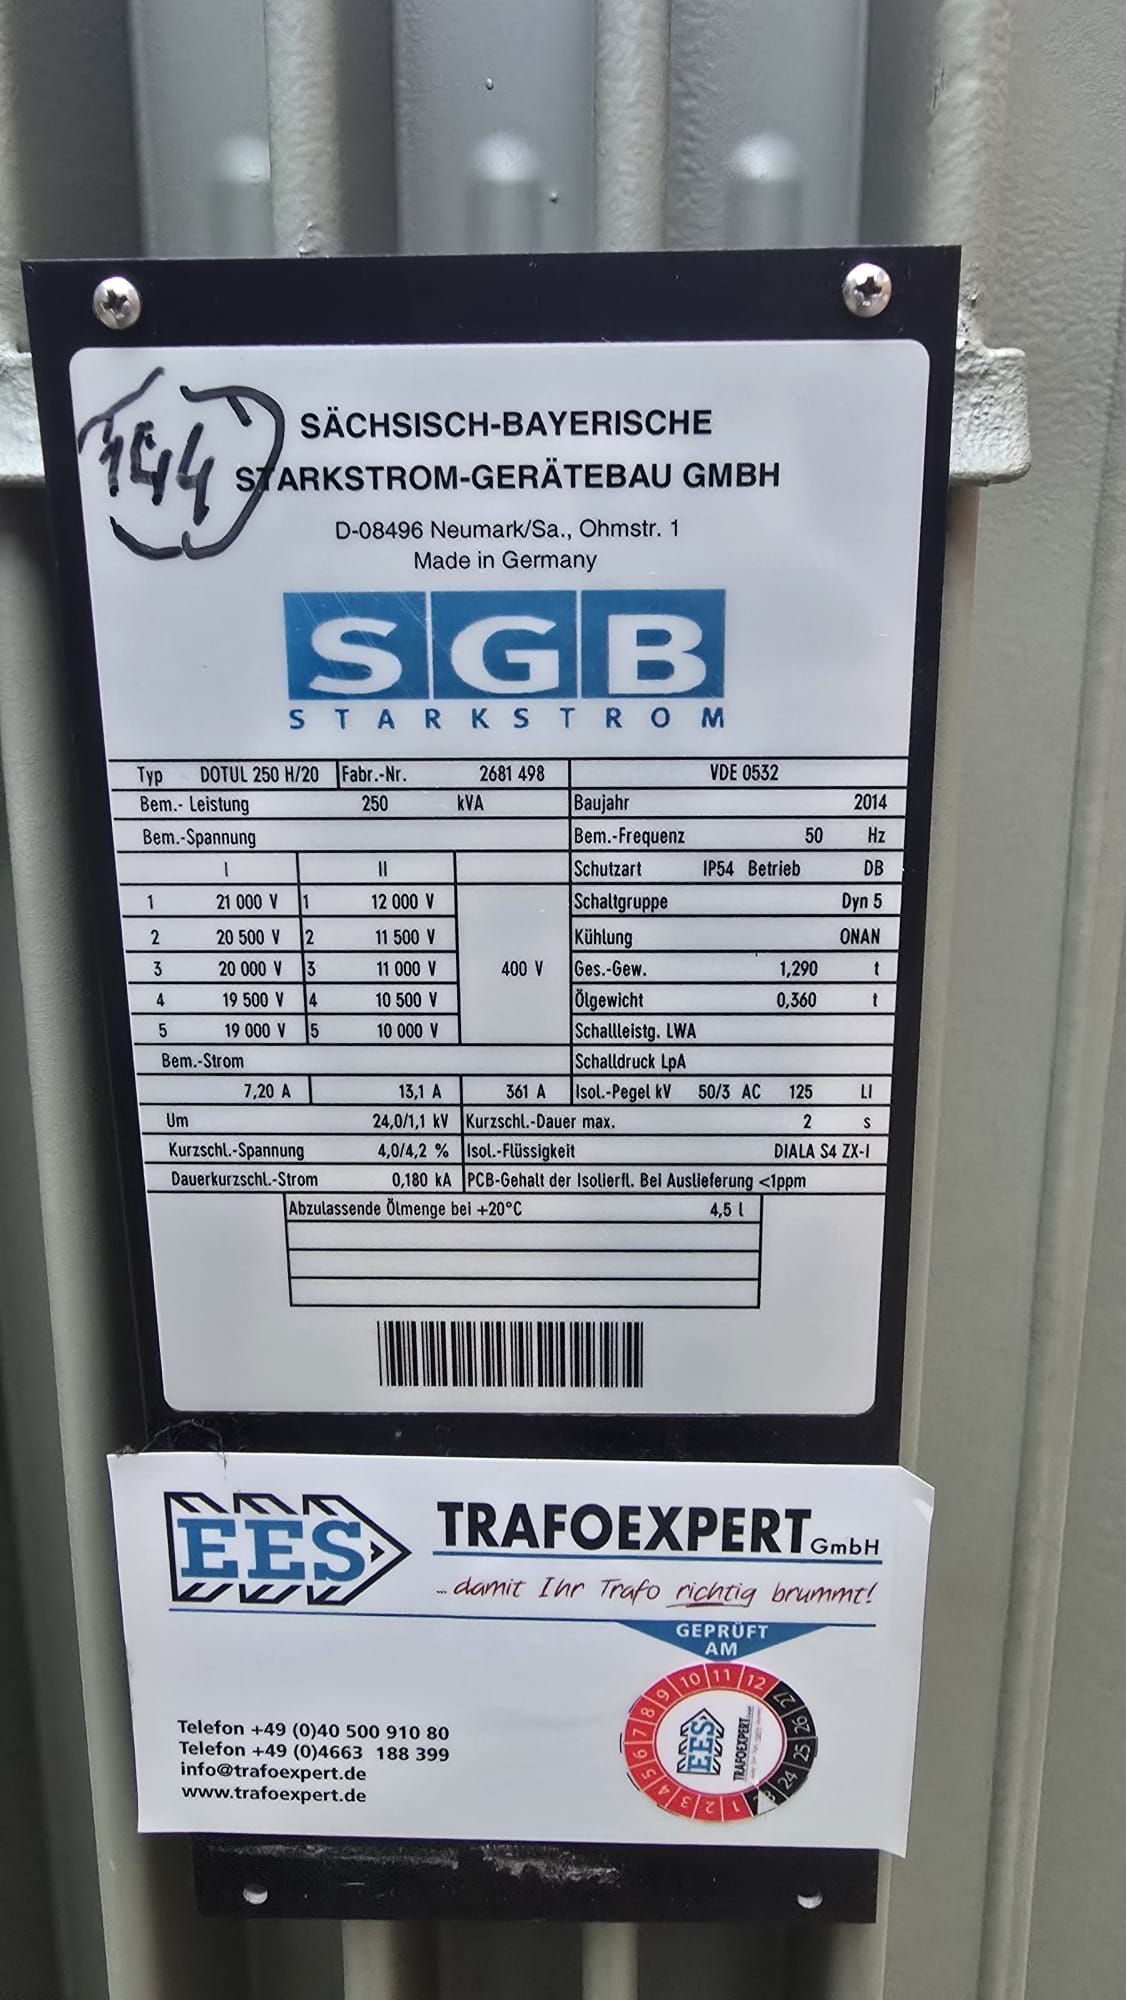 144
SÄCHSISCH-BAYERISCHE
STARKSTROM-GERÄTEBAU GMBH
D-08496 Neumark/Sa., Ohmstr. 1
Made in Germany
SGB
STARKSTROM
Typ DOTUL 250 H/20 Fabr.-Nr. 2681 498 VDE 0532
Bem.- Leistung 250 kVA Baujahr 2014
Bem.-Spannung Bem.-Frequenz 50 Hz
I II Schutzart IP54 Betrieb DB
1 21 000 V 1 12 000 V Schaltgruppe Dyn 5
2 20 500 V 2 11 500 V Kühlung ONAN
3 20 000 V 3 11 000 V 400 V Ges.-Gew. 1,290 t
4 19 500 V 4 10 500 V Ölgewicht 0,360 t
5 19 000 V 5 10 000 V Schallleistg. LWA
Bem.-Strom Schalldruck LpA
7,20 A 13,1 A 361 A Isol.-Pegel kV 50/3 AC 125 LI
Um 24,0/1,1 kV Kurzschl.-Dauer max. 2 s
Kurzschl.-Spannung 4,0/4,2 % Isol.-Flüssigkeit DIALA S4 ZX-I
Dauerkurzschl.-Strom 0,180 kA PCB-Gehalt der Isolierfl. Bei Auslieferung <1ppm
Abzulassende Ölmenge bei +20°C 4,5 l
EES TRAFOEXPERT GmbH
... damit Ihr Trafo richtig brummt!
GEPRÜFT
AM
1 2 3 4 5 6 7 8 9 10 11 12 27 26 25 24
EES TRAFOEXPERT
Telefon +49 (0)40 500 910 80
Telefon +49 (0)4663 188 399
info@trafoexpert.de
www.trafoexpert.de